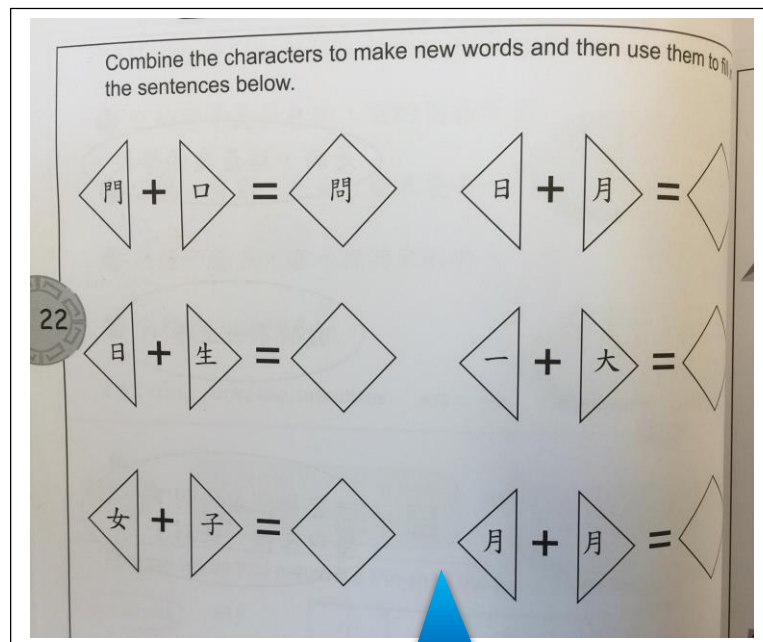 Combine the characters to make new words and then use them to fill
the sentences below.
門 + 口 = 問
日 + 月 =
22
日 + 生 =
一 + 大 =
女 + 子 =
月 + 月 =